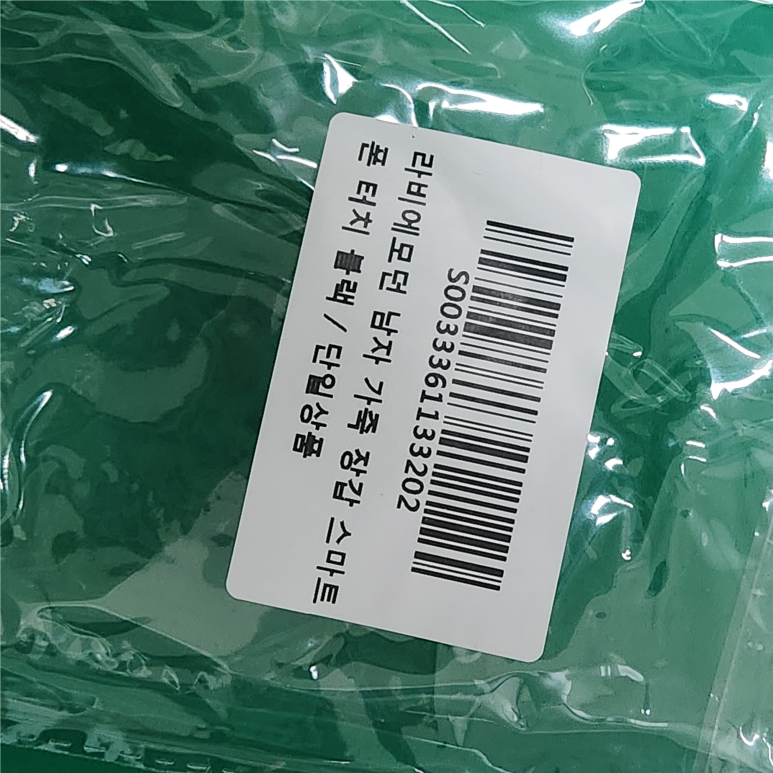 S003361133202
라비에모던 남자 가죽 장갑 스마트
폰 터치 블랙 / 단일상품